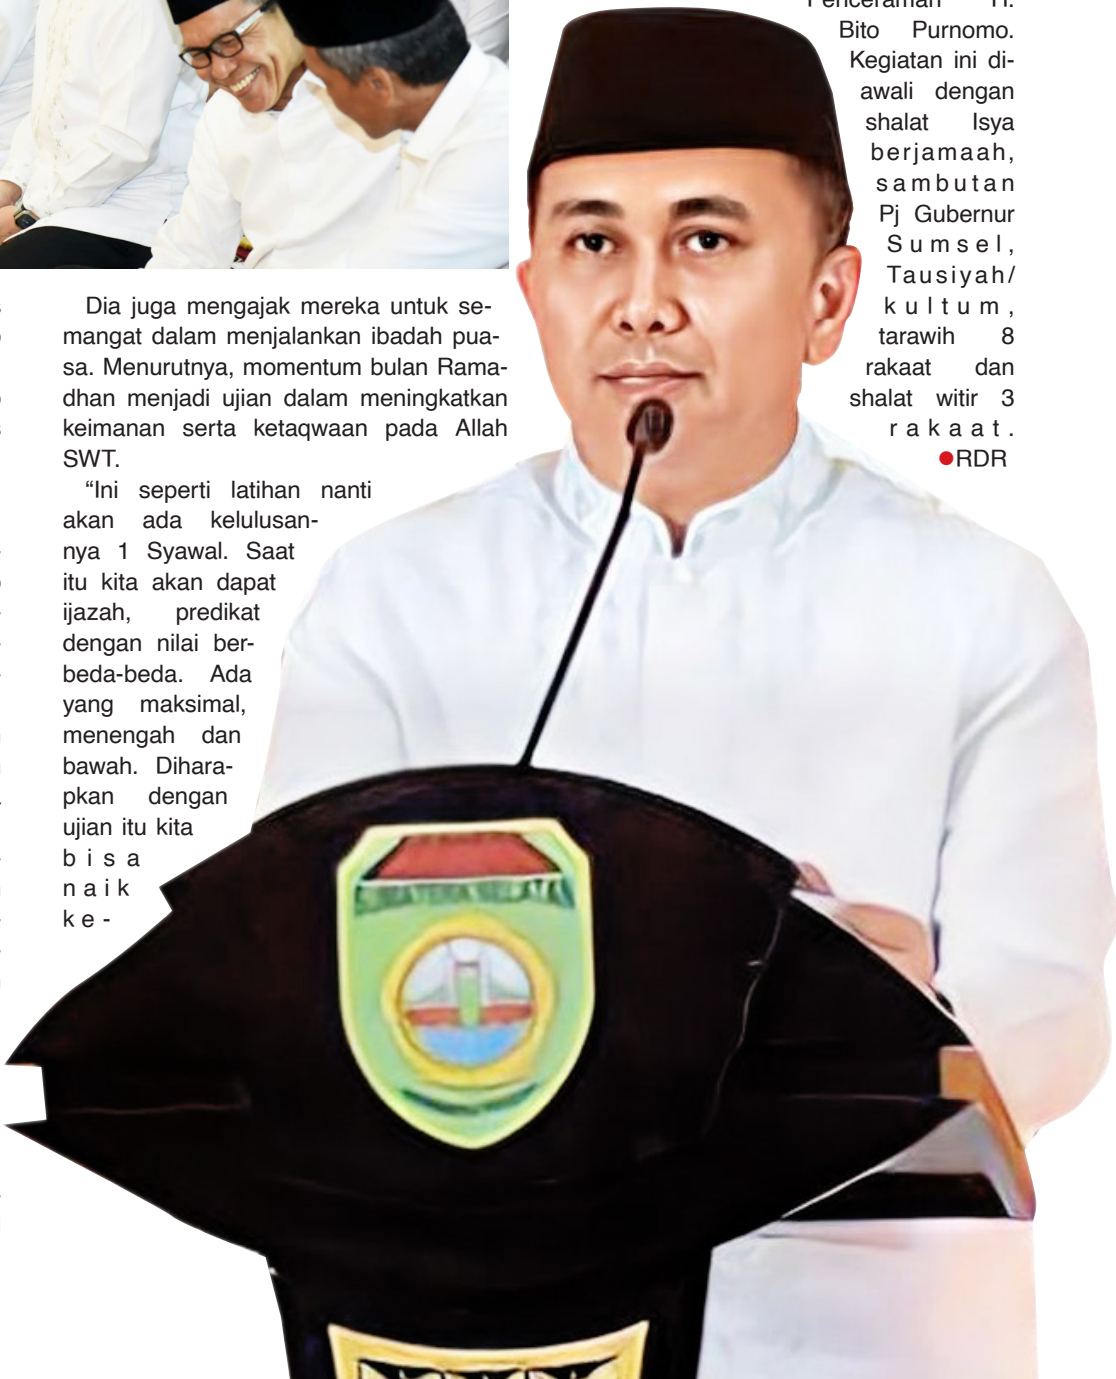 Dia juga mengajak mereka untuk se-
mangat dalam menjalankan ibadah pua-
sa. Menurutnya, momentum bulan Rama-
dhan menjadi ujian dalam meningkatkan
keimanan serta ketaqwaan pada Allah
SWT.
“Ini seperti latihan nanti
akan ada kelulusan-
nya 1 Syawal. Saat
itu kita akan dapat
ijazah, predikat
dengan nilai ber-
beda-beda. Ada
yang maksimal,
menengah dan
bawah. Dihara-
pkan dengan
ujian itu kita
bisa
naik
ke-
Penceramah H.
Bito Purnomo.
Kegiatan ini di-
awali dengan
shalat Isya
berjamaah,
sambutan
Pj Gubernur
Sumsel,
Tausiyah/
kultum,
tarawih 8
rakaat dan
shalat witir 3
rakaat.
●RDR
SUMATERA SELATAN